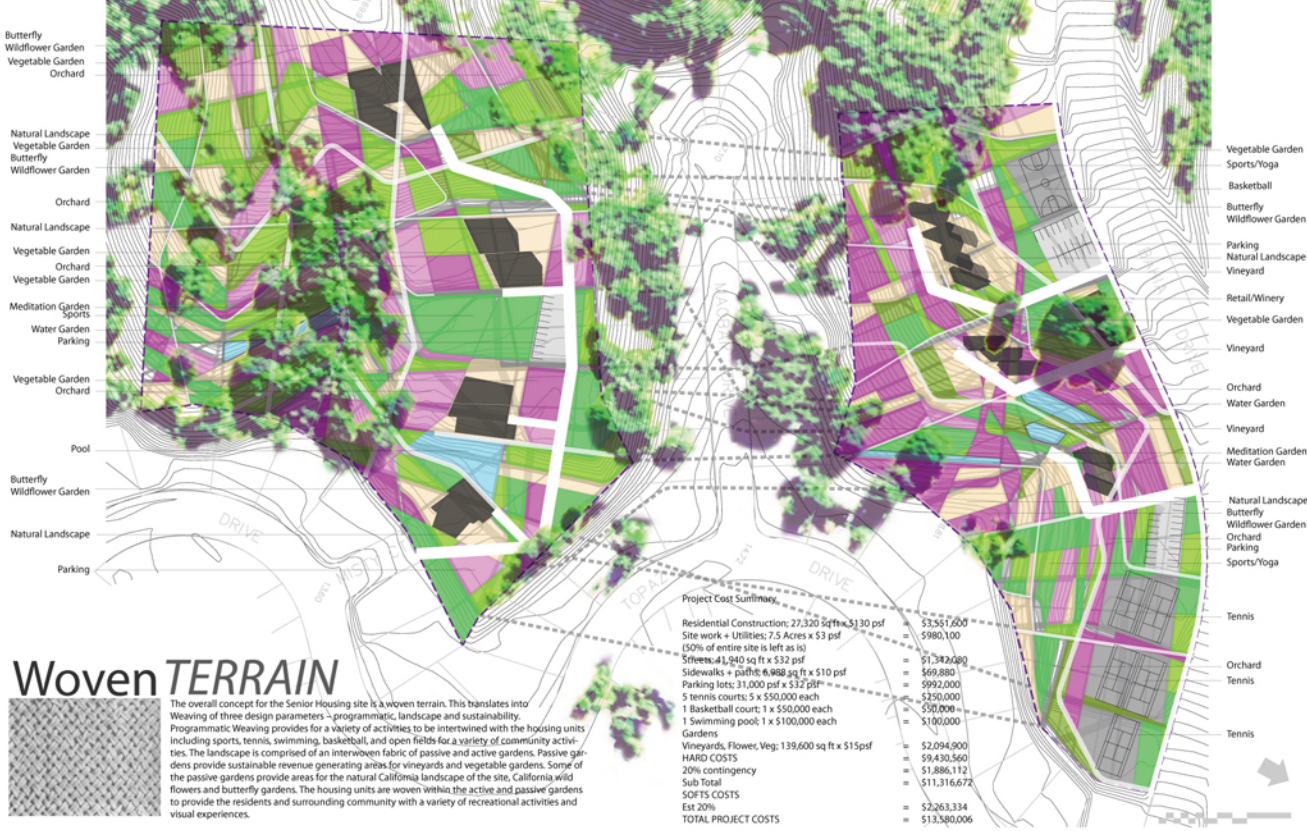 Butterfly
Wildflower Garden
Vegetable Garden
Orchard
Natural Landscape
Vegetable Garden
Butterfly
Wildflower Garden
Orchard
Natural Landscape
Vegetable Garden
Orchard
Vegetable Garden
Meditation Garden
Sports
Water Garden
Parking
Vegetable Garden
Orchard
Pool
Butterfly
Wildflower Garden
Natural Landscape
Parking
DRIVE
MISTY
1380
TOPAZ
1472
DRIVE
DRIVE
Vegetable Garden
Sports/Yoga
Basketball
Butterfly
Wildflower Garden
Parking
Natural Landscape
Vineyard
Retail/Winery
Vegetable Garden
Vineyard
Orchard
Water Garden
Vineyard
Meditation Garden
Water Garden
Natural Landscape
Butterfly
Wildflower Garden
Orchard
Parking
Sports/Yoga
Tennis
Orchard
Tennis
Tennis
Woven TERRAIN
The overall concept for the Senior Housing site is a woven terrain. This translates into
Weaving of three design parameters – programmatic, landscape and sustainability.
Programmatic Weaving provides for a variety of activities to be intertwined with the housing units
including sports, tennis, swimming, basketball, and open fields for a variety of community activi-
ties. The landscape is comprised of an interwoven fabric of passive and active gardens. Passive gar-
dens provide sustainable revenue generating areas for vineyards and vegetable gardens. Some of
the passive gardens provide areas for the natural California landscape of the site, California wild
flowers and butterfly gardens. The housing units are woven within the active and passive gardens
to provide the residents and surrounding community with a variety of recreational activities and
visual experiences.
Project Cost Summary
Residential Construction; 27,320 sq ft x $130 psf = $3,551,600
Site work + Utilities; 7.5 Acres x $3 psf = $980,100
(50% of entire site is left as is)
Streets; 41,940 sq ft x $32 psf = $1,342,080
Sidewalks + paths; 6,988 sq ft x $10 psf = $69,880
Parking lots; 31,000 psf x $32 psf = $992,000
5 tennis courts; 5 x $50,000 each = $250,000
1 Basketball court; 1 x $50,000 each = $50,000
1 Swimming pool; 1 x $100,000 each = $100,000
Gardens
Vineyards, Flower, Veg; 139,600 sq ft x $15psf = $2,094,900
HARD COSTS = $9,430,560
20% contingency = $1,886,112
Sub Total = $11,316,672
SOFTS COSTS
Est 20% = $2,263,334
TOTAL PROJECT COSTS = $13,580,006